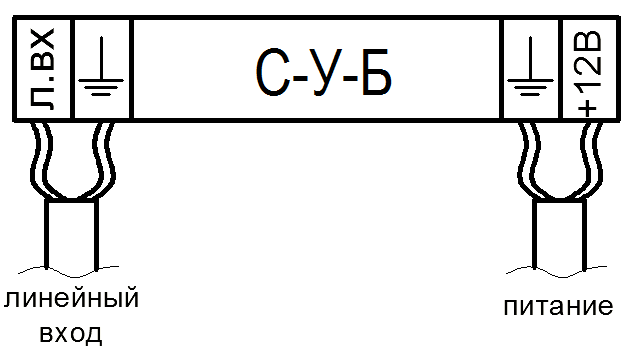 Л.ВХ
С-У-Б
+12В
линейный
вход
питание